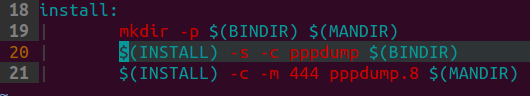 18 install:
19 |       mkdir -p $(BINDIR) $(MANDIR)
20 |       $(INSTALL) -s -c pppdump $(BINDIR)
21 |       $(INSTALL) -c -m 444 pppdump.8 $(MANDIR)
~